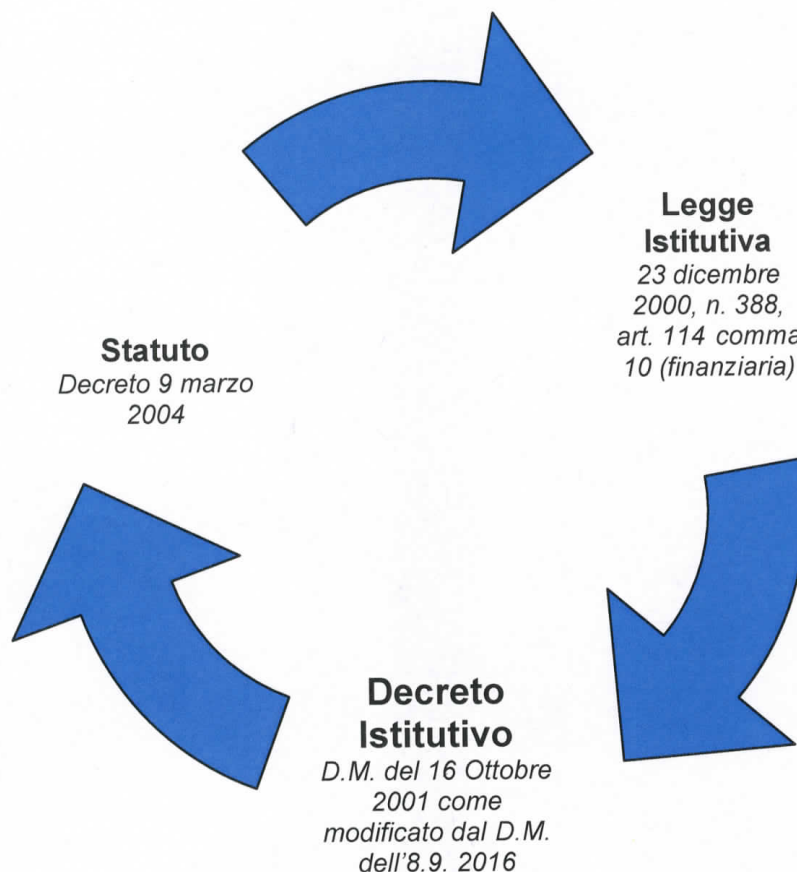 Legge
Istitutiva
23 dicembre
2000, n. 388,
art. 114 comma
10 (finanziaria)
Statuto
Decreto 9 marzo
2004
Decreto
Istitutivo
D.M. del 16 Ottobre
2001 come
modificato dal D.M.
dell'8.9. 2016